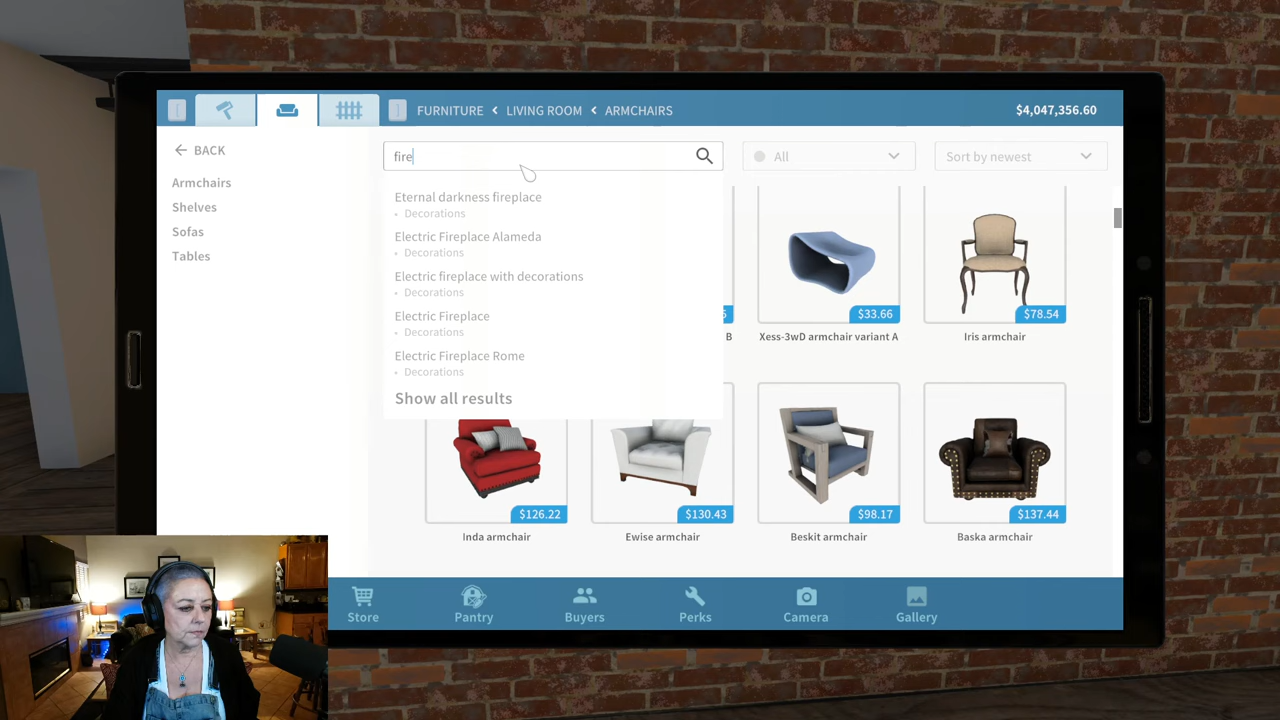 FURNITURE < LIVING ROOM < ARMCHAIRS
$4,047,356.60
BACK
Armchairs
Shelves
Sofas
Tables
fire
All
Sort by newest
Eternal darkness fireplace
• Decorations
Electric Fireplace Alameda
• Decorations
Electric fireplace with decorations
• Decorations
Electric Fireplace
• Decorations
Electric Fireplace Rome
• Decorations
Show all results
$33.66
$78.54
B
Xess-3wD armchair variant A
Iris armchair
$126.22
$130.43
$98.17
$137.44
Inda armchair
Ewise armchair
Beskit armchair
Baska armchair
Store
Pantry
Buyers
Perks
Camera
Gallery